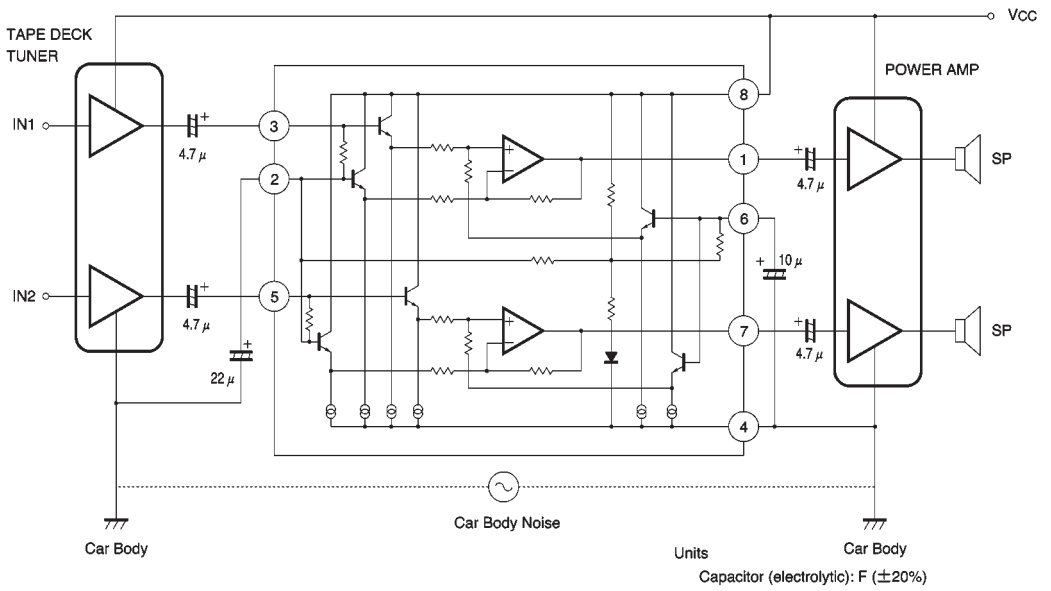 VCC
TAPE DECK
TUNER
POWER AMP
8
IN1
+
4.7 μ
3
+
−
1
+
4.7 μ
SP
2
6
+
10 μ
IN2
+
4.7 μ
5
+
−
7
+
4.7 μ
SP
+
22 μ
4
Car Body Noise
Car Body
Car Body
Units
Capacitor (electrolytic): F (±20%)